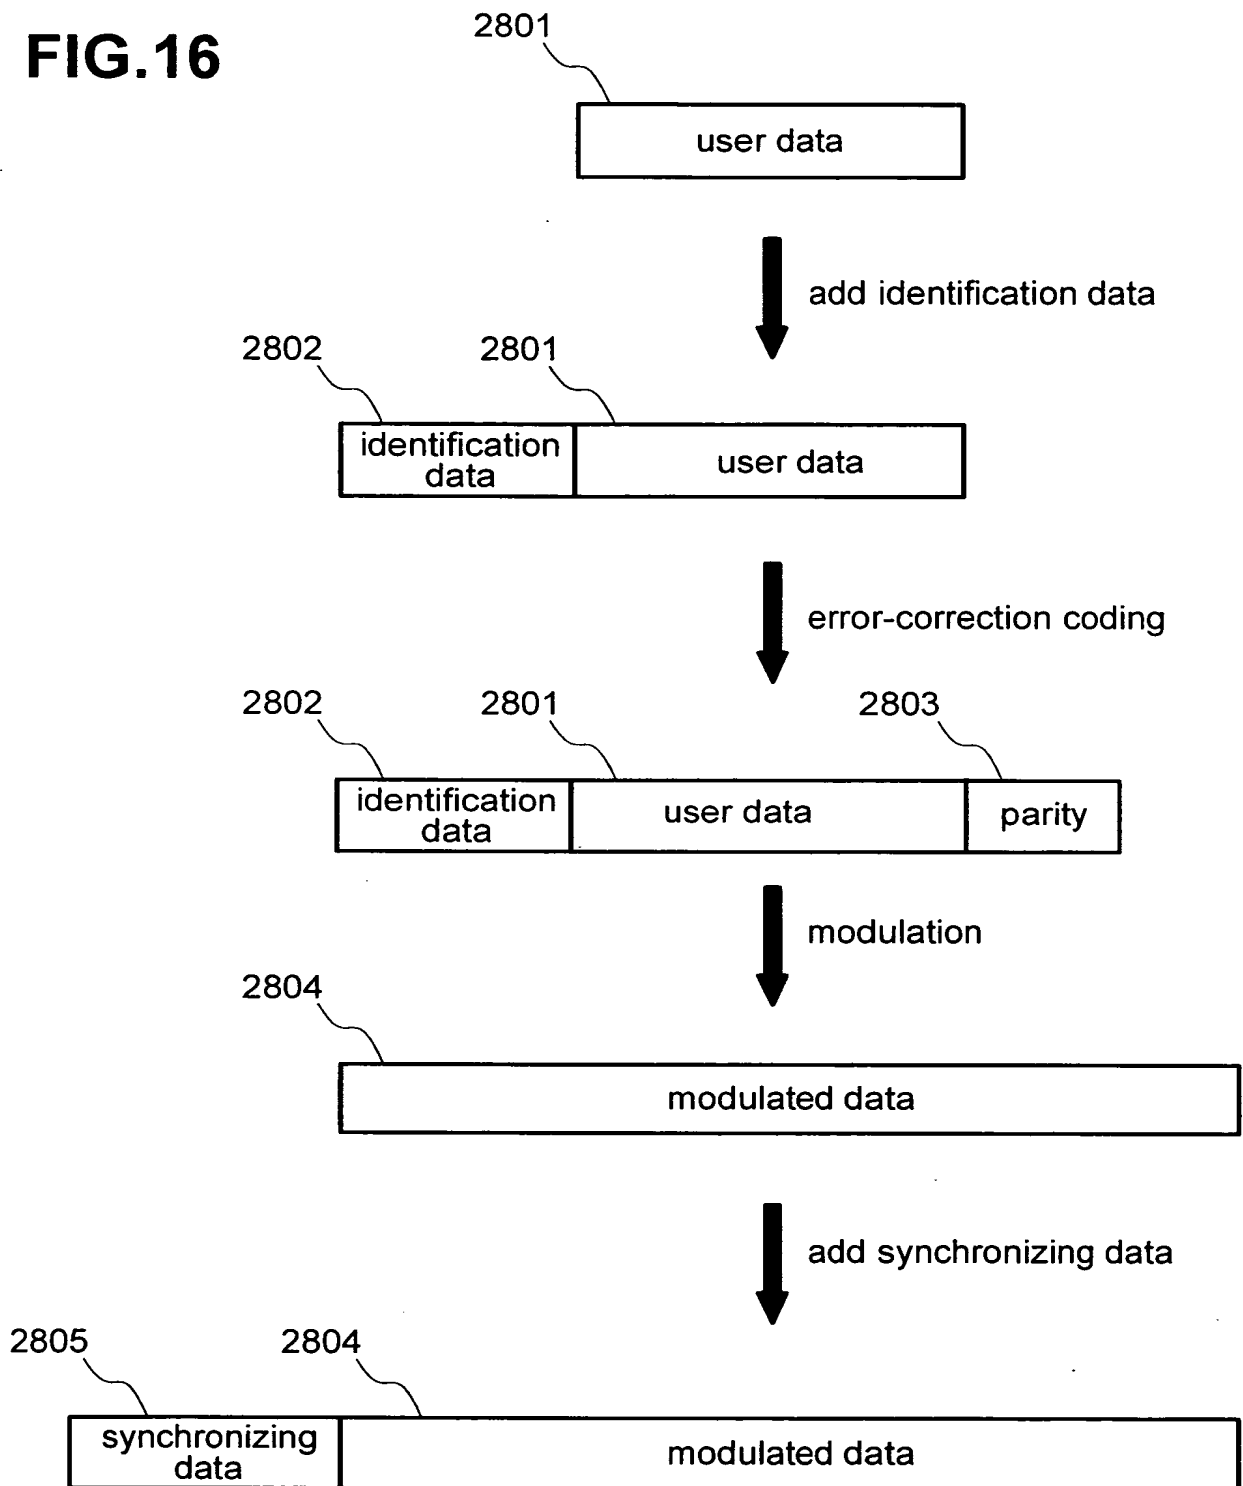 FIG.16
2801
user data
add identification data
2802
2801
identification
data
user data
error-correction coding
2802
2801
2803
identification
data
user data
parity
modulation
2804
modulated data
add synchronizing data
2805
2804
synchronizing
data
modulated data